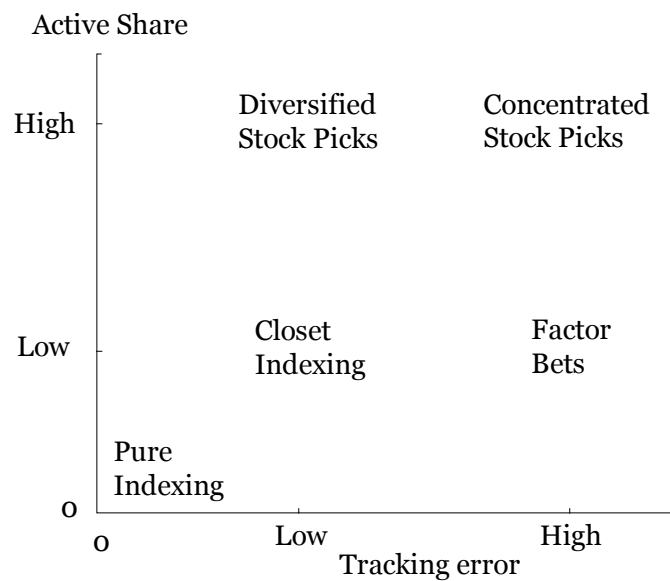 Active Share
High
Diversified
Stock Picks
Concentrated
Stock Picks
Low
Closet
Indexing
Factor
Bets
Pure
Indexing
0
0
Low
High
Tracking error